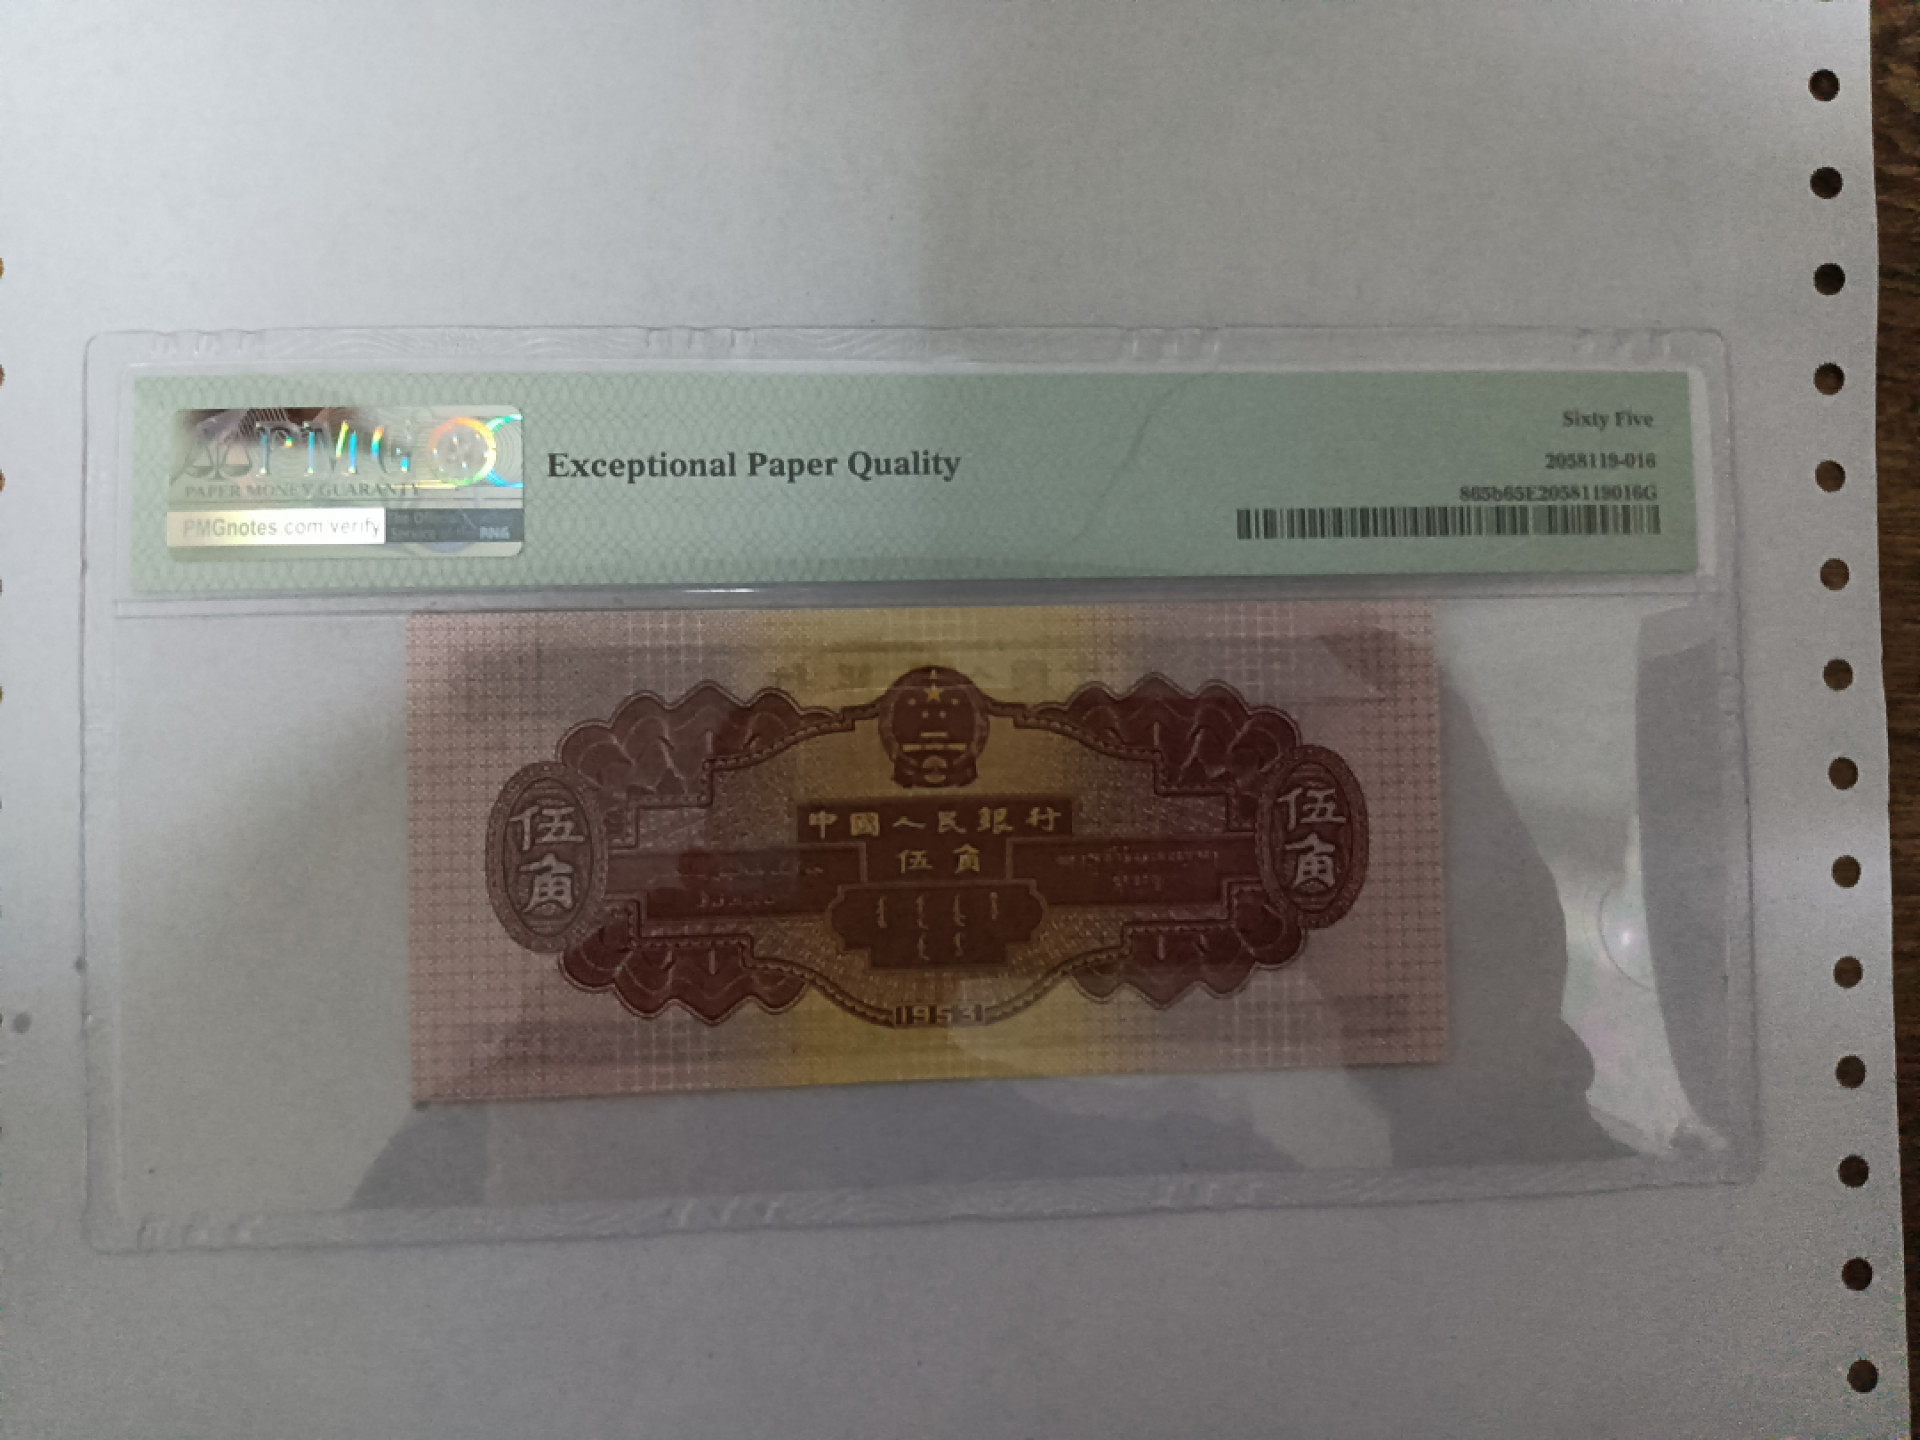 PMG
PAPER MONEY GUARANTY
PMGnotes.com verify
Exceptional Paper Quality
Sixty Five
2058119-016
865b65E2058119016G
中國人民銀行
伍角
伍角
伍角
1953